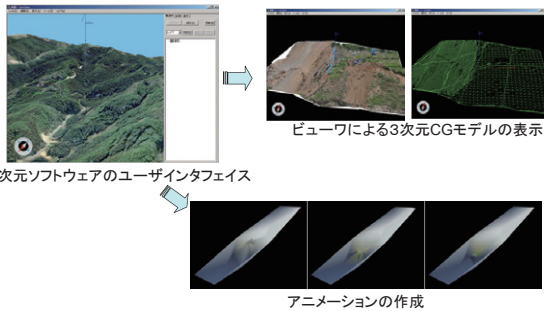 ビューワによる3次元CGモデルの表示
次元ソフトウェアのユーザインタフェイス
アニメーションの作成